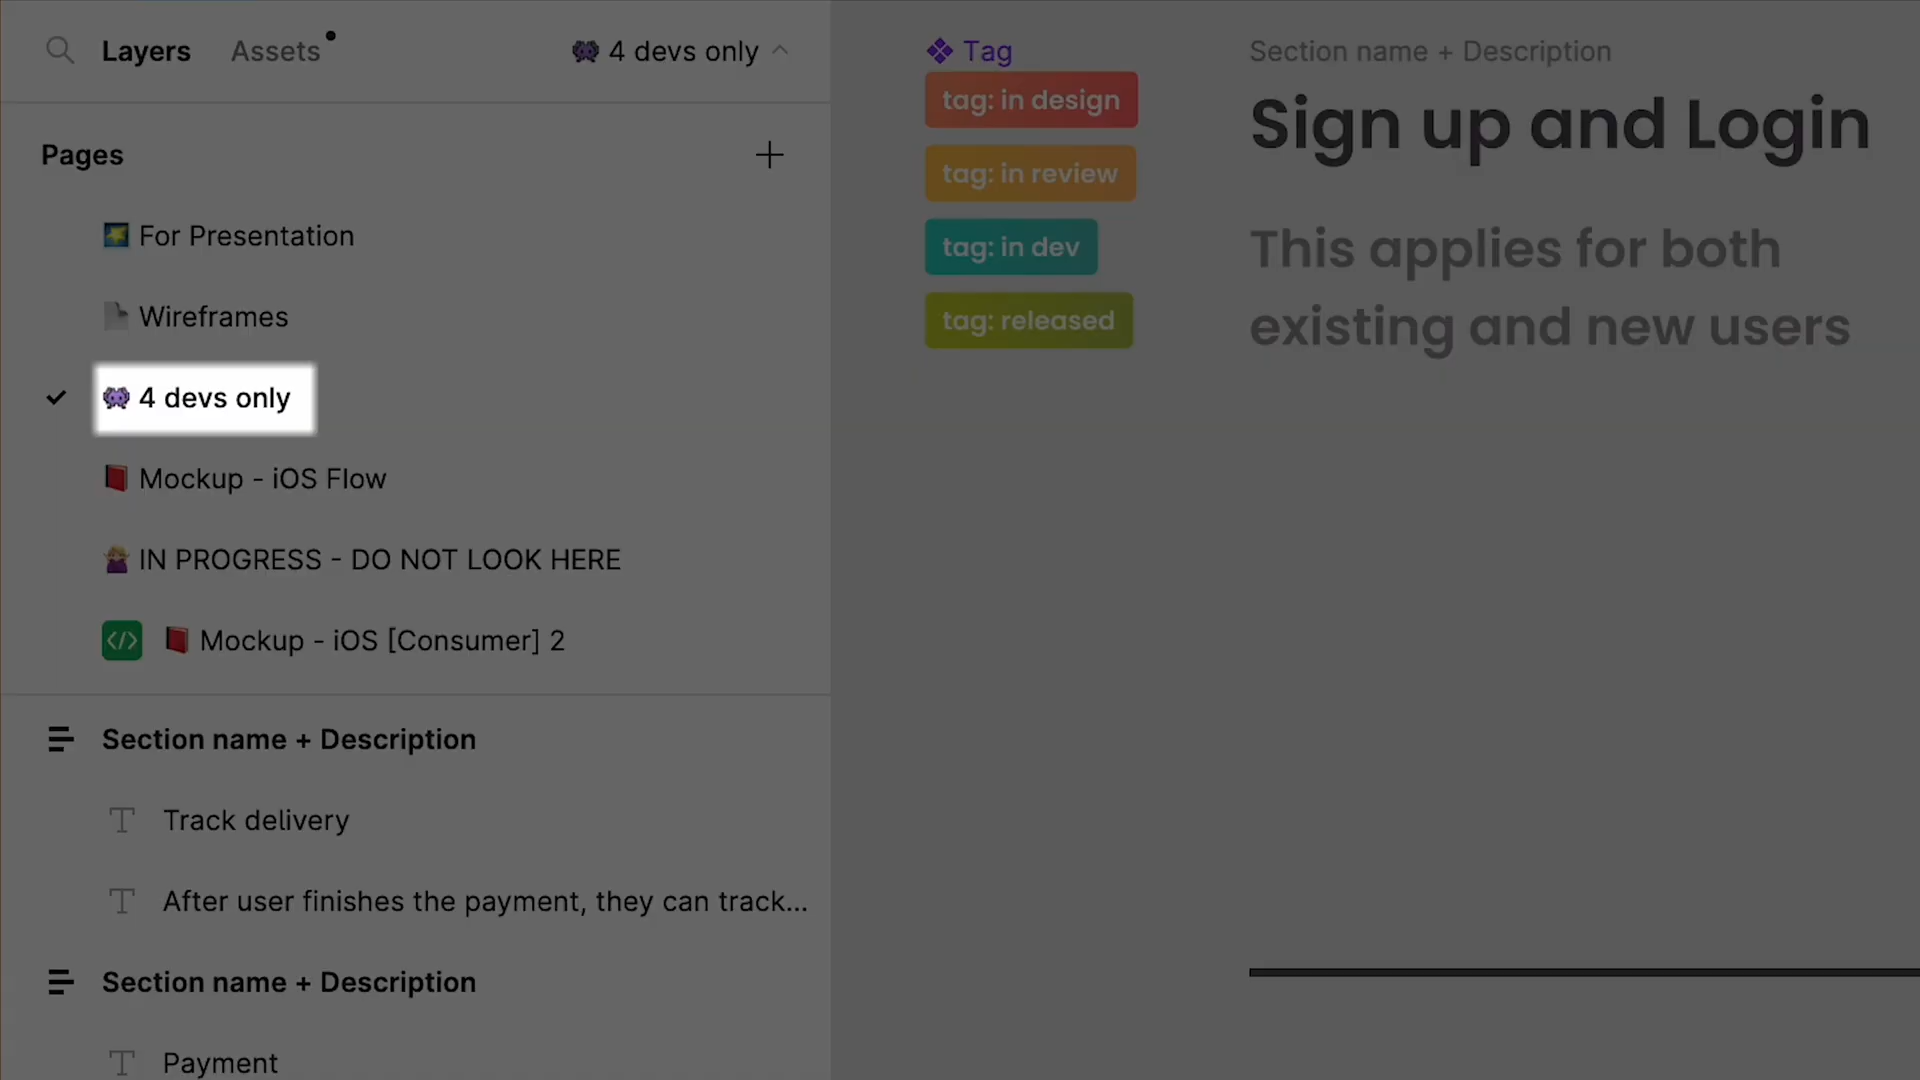 Layers
Assets
4 devs only
Pages
For Presentation
Wireframes
4 devs only
Mockup - iOS Flow
IN PROGRESS - DO NOT LOOK HERE
Mockup - iOS [Consumer] 2
Section name + Description
Track delivery
After user finishes the payment, they can track...
Section name + Description
Payment
Tag
tag: in design
tag: in review
tag: in dev
tag: released
Section name + Description
Sign up and Login
This applies for both
existing and new users